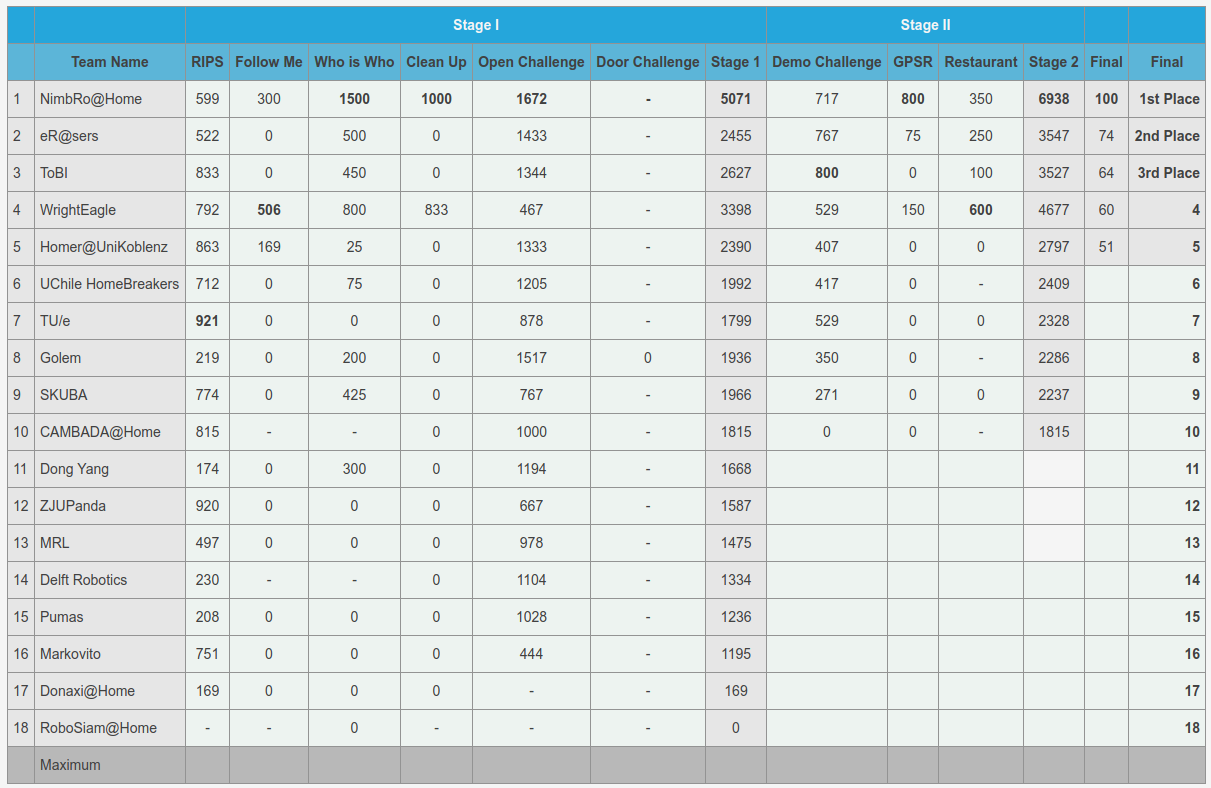 Stage I Stage II
Team Name RIPS Follow Me Who is Who Clean Up Open Challenge Door Challenge Stage 1 Demo Challenge GPSR Restaurant Stage 2 Final Final
1 NimbRo@Home 599 300 1500 1000 1672 - 5071 717 800 350 6938 100 1st Place
2 eR@sers 522 0 500 0 1433 - 2455 767 75 250 3547 74 2nd Place
3 ToBI 833 0 450 0 1344 - 2627 800 0 100 3527 64 3rd Place
4 WrightEagle 792 506 800 833 467 - 3398 529 150 600 4677 60 4
5 Homer@UniKoblenz 863 169 25 0 1333 - 2390 407 0 0 2797 51 5
6 UChile HomeBreakers 712 0 75 0 1205 - 1992 417 0 - 2409 6
7 TU/e 921 0 0 0 878 - 1799 529 0 0 2328 7
8 Golem 219 0 200 0 1517 0 1936 350 0 - 2286 8
9 SKUBA 774 0 425 0 767 - 1966 271 0 0 2237 9
10 CAMBADA@Home 815 - - 0 1000 - 1815 0 0 - 1815 10
11 Dong Yang 174 0 300 0 1194 - 1668 11
12 ZJUPanda 920 0 0 0 667 - 1587 12
13 MRL 497 0 0 0 978 - 1475 13
14 Delft Robotics 230 - - 0 1104 - 1334 14
15 Pumas 208 0 0 0 1028 - 1236 15
16 Markovito 751 0 0 0 444 - 1195 16
17 Donaxi@Home 169 0 0 0 - - 169 17
18 RoboSiam@Home - - 0 - - - 0 18
Maximum